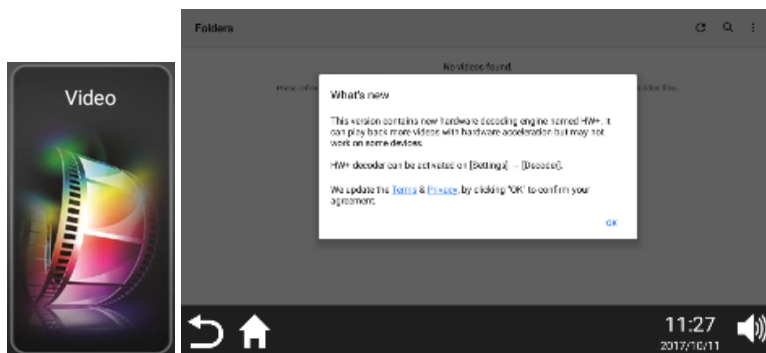 Video
Folders
No videos found.
What's new
This version contains new hardware decoding engine named HW+. It
can play back more videos with hardware acceleration but may not
work on some devices.
HW+ decoder can be activated on [Settings] → [Decoder].
We update the Terms & Privacy, by clicking "OK" to confirm your
agreement.
OK
11:27
2017/10/11